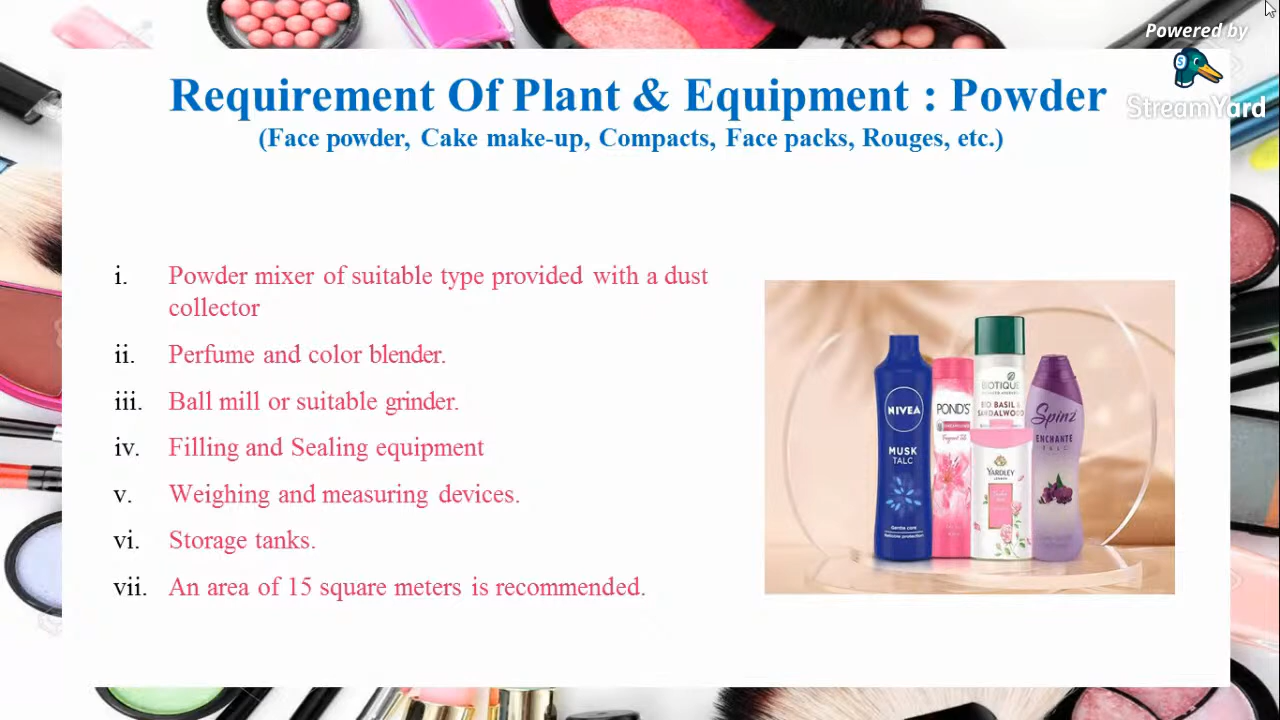 Powered by
StreamYard
Requirement Of Plant & Equipment : Powder
(Face powder, Cake make-up, Compacts, Face packs, Rouges, etc.)
i. Powder mixer of suitable type provided with a dust
collector
ii. Perfume and color blender.
iii. Ball mill or suitable grinder.
iv. Filling and Sealing equipment
v. Weighing and measuring devices.
vi. Storage tanks.
vii. An area of 15 square meters is recommended.
NIVEA
MUSK
TALC
POND'S
BIOTIQUE
BIO BASIL &
SANDALWOOD
YARDLEY
LONDON
Spinz
ENCHANTE
TALC